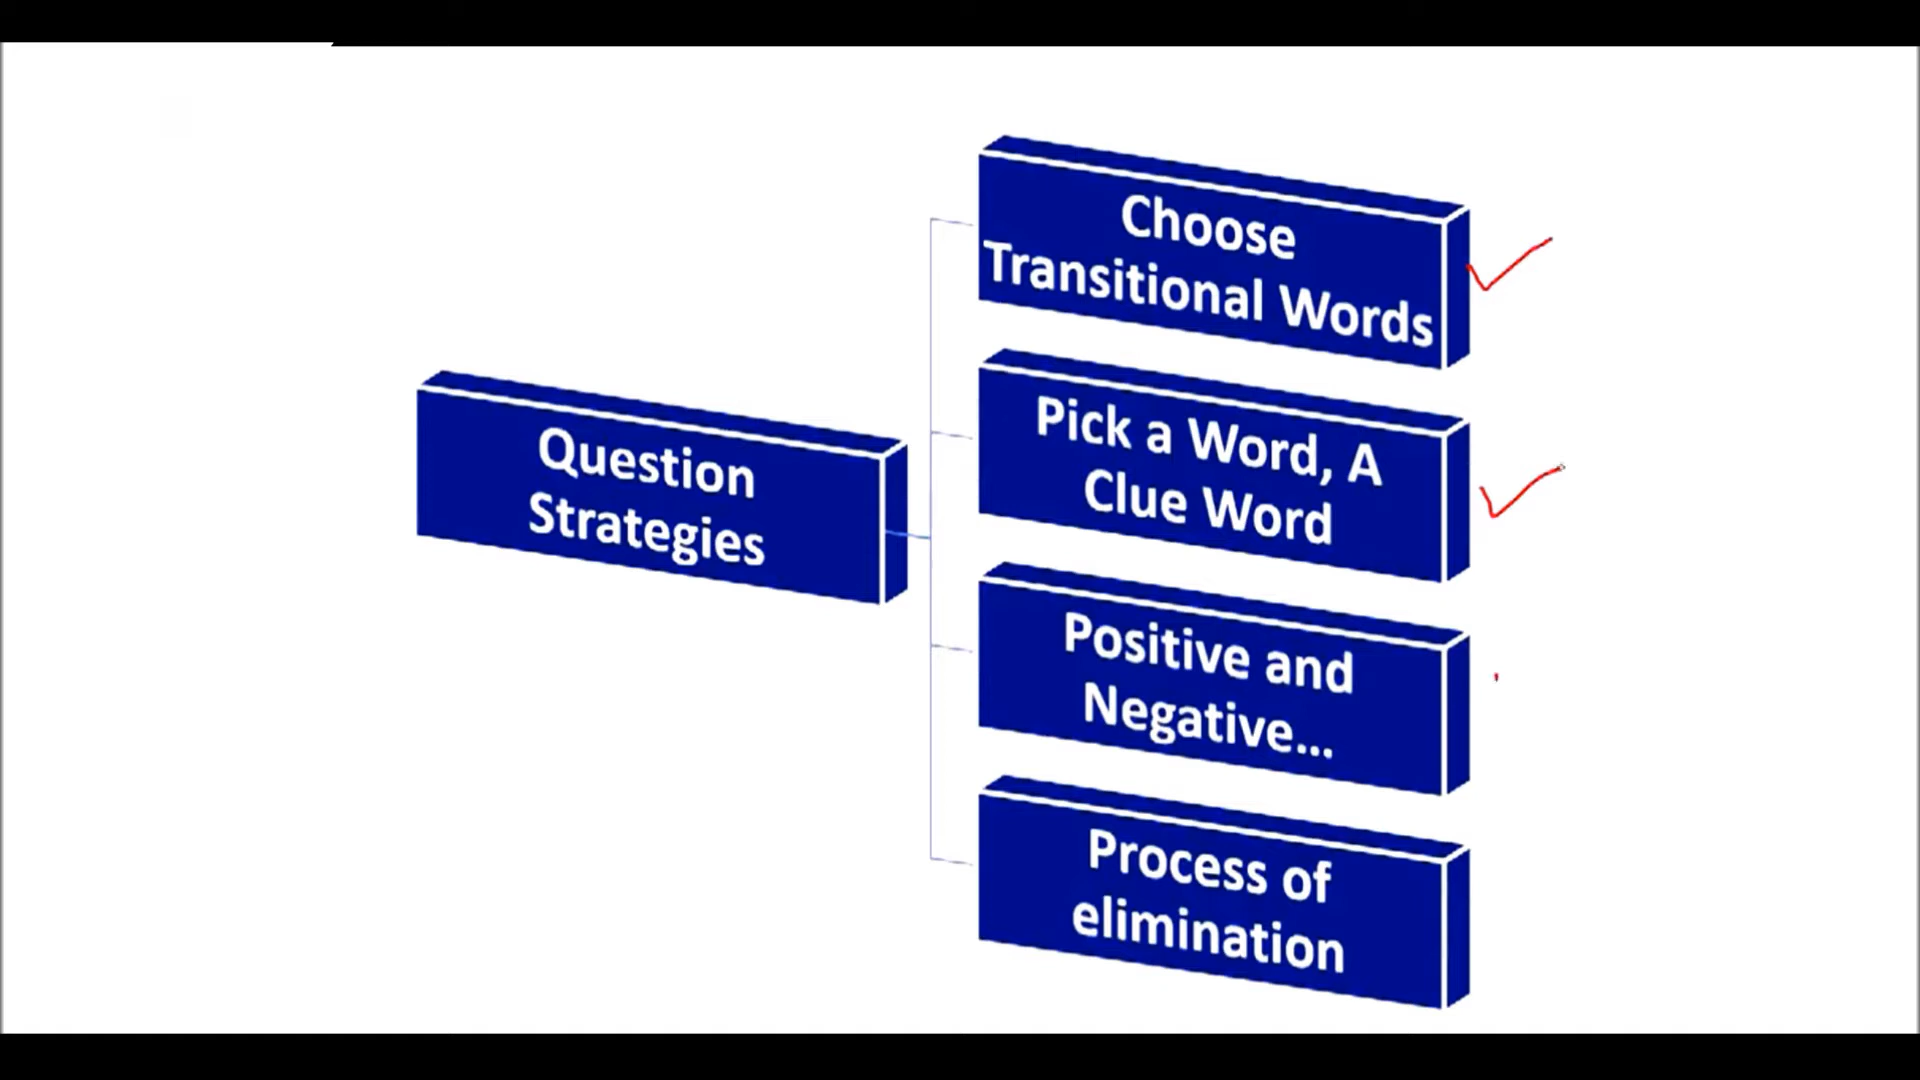 Question
Strategies
Choose
Transitional Words
Pick a Word, A
Clue Word
Positive and
Negative...
Process of
elimination